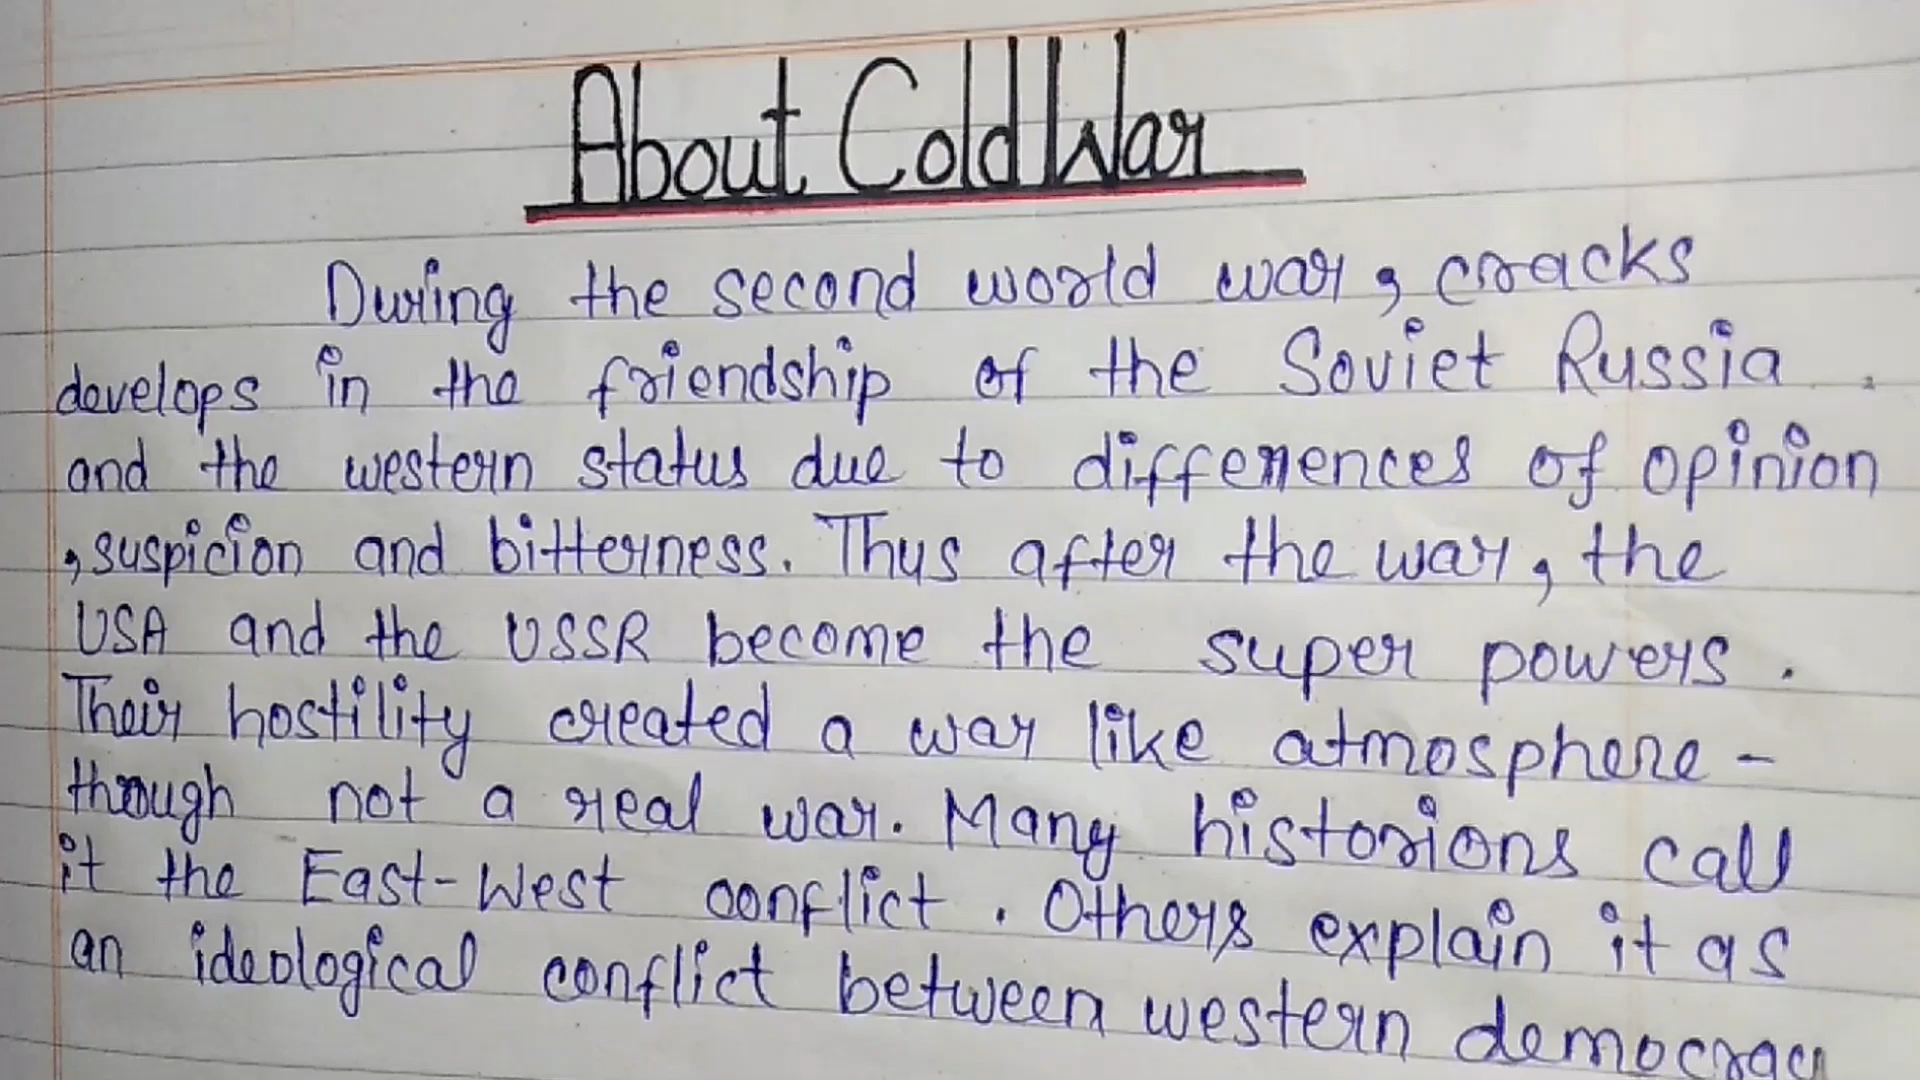 About Cold War
During the second world war, cracks
develops in the friendship of the Soviet Russia.
and the western status due to differences of opinion
, suspicion and bitterness. Thus after the war, the
USA and the USSR become the super powers.
Their hostility created a war like atmosphere -
through not a real war. Many historions call
it the East-West conflict. Others explain it as
an ideological conflict between western democracy